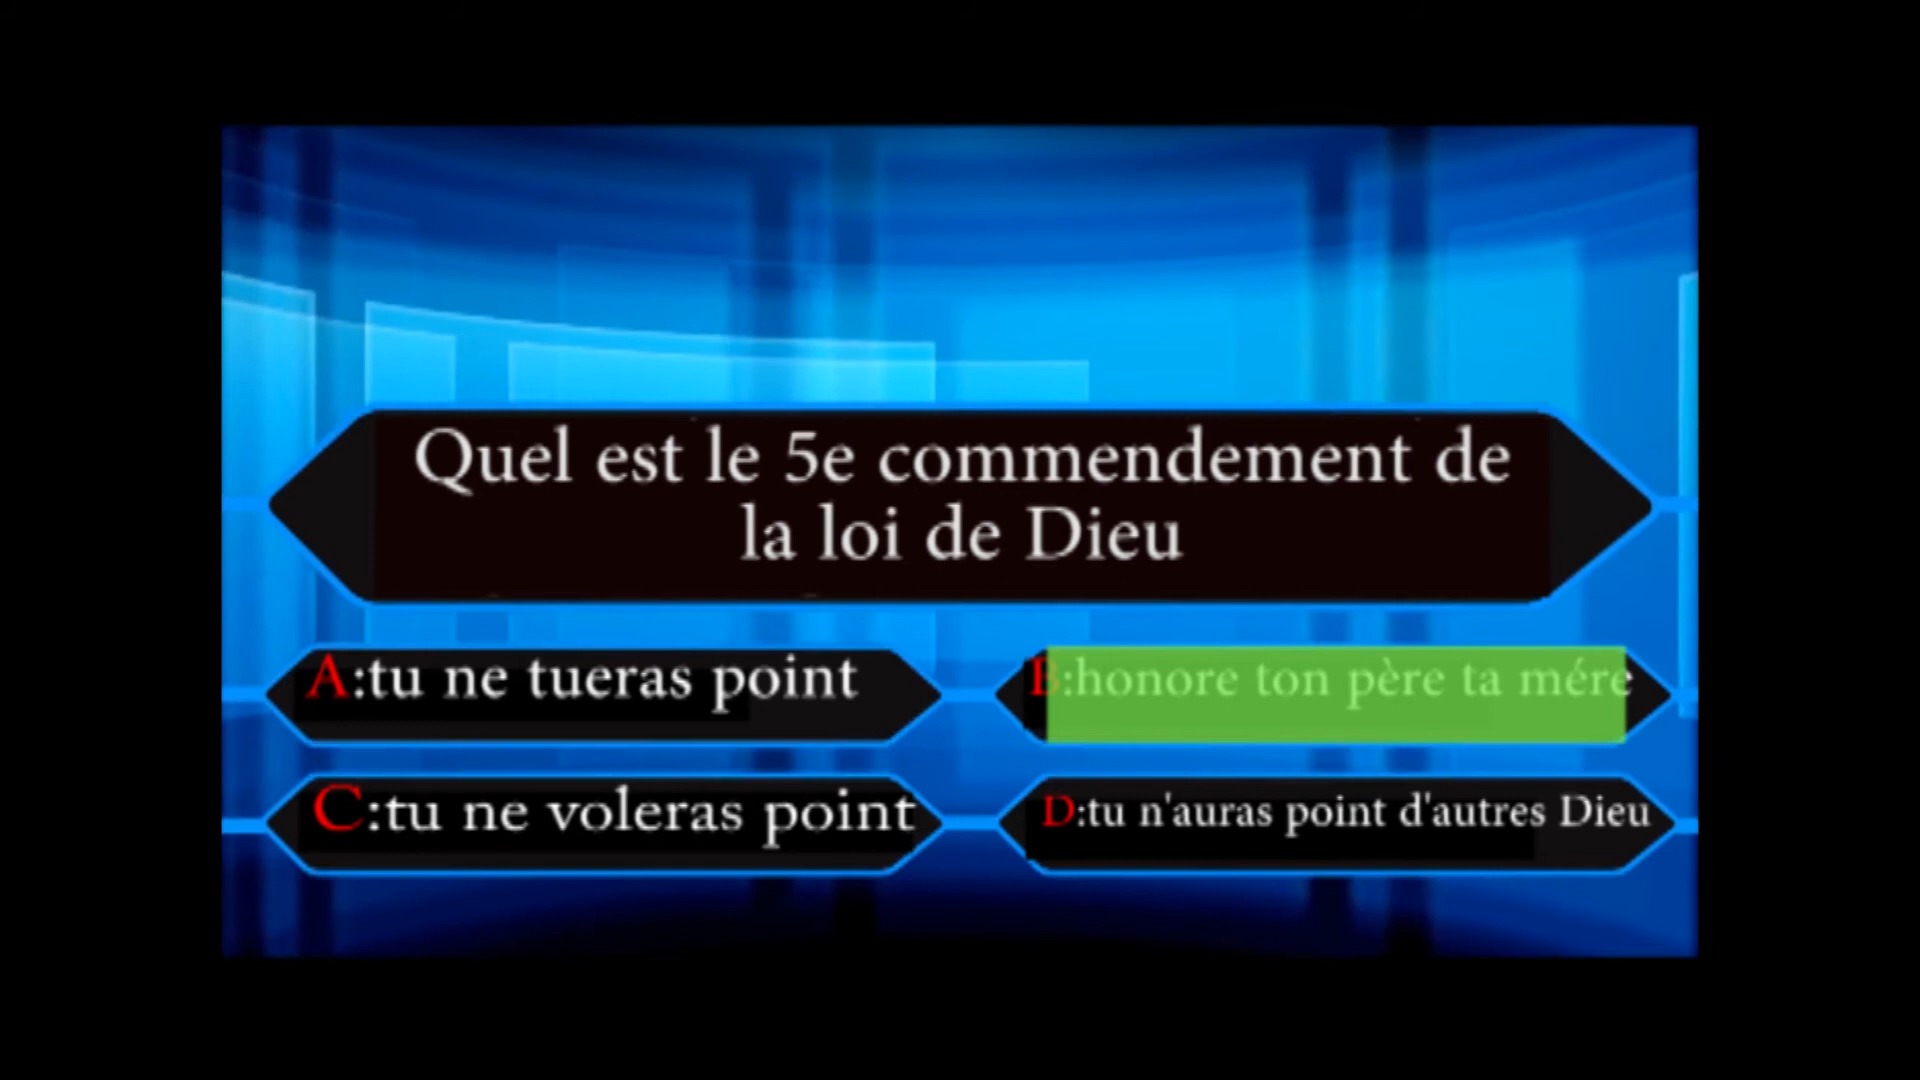 Quel est le 5e commendement de
la loi de Dieu
A:tu ne tueras point
B:honore ton père ta mére
C:tu ne voleras point
D:tu n'auras point d'autres Dieu